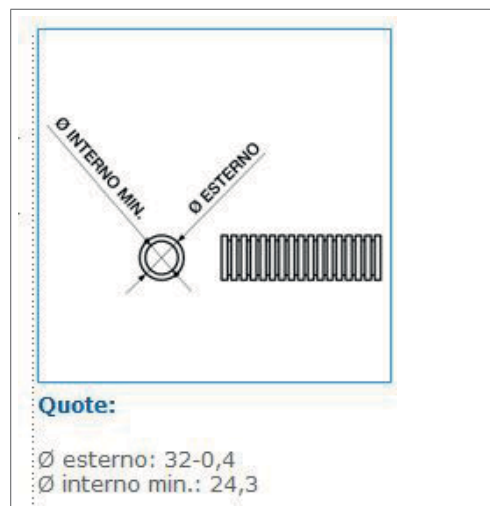 Ø INTERNO MIN.
Ø ESTERNO
Quote:
Ø esterno: 32-0,4
Ø interno min.: 24,3